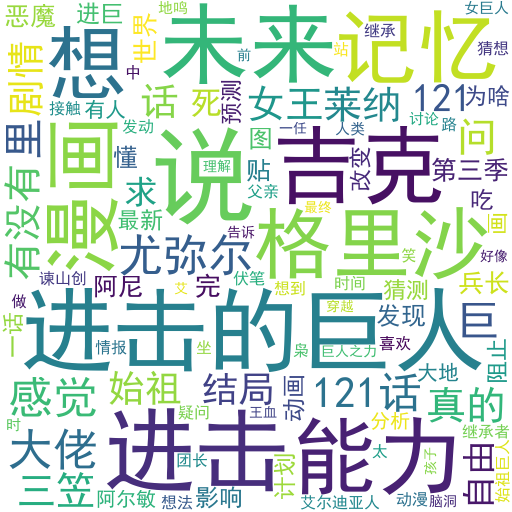 恶魔 进巨 地鸣 未来 记忆 女巨人
想 世界 前 继承 猜想
剧情 中 站
接触 有人 话 死 预测 女王 莱纳 121 为啥
发动 一任 人类 讨论 路
有没有 里 漫画 说 吉克 问
懂 图 理解 改变 第三季
求 贴 父亲 吃
最新 格里沙 画
尤弥尔 最终 告诉 笑 好像
谏山创 阿尼 完 艾 伏笔 想到 时间 猜测 兵长
做 穿越
一话 进击的巨人 发现 巨
情报 坐 枭 巨人之力 喜欢 阻止
感觉 始祖 结局 动画 121话 大地 真的
时 疑问 王血 分析 继承者
大佬 进击 能力 自由
团长 太 孩子 始祖巨人
三笠 阿尔敏 想法 影响 计划 艾尔迪亚人 动漫 脑洞